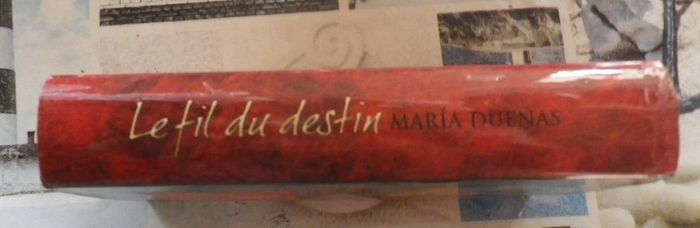 Le fil du destin MARÍA DUEÑAS